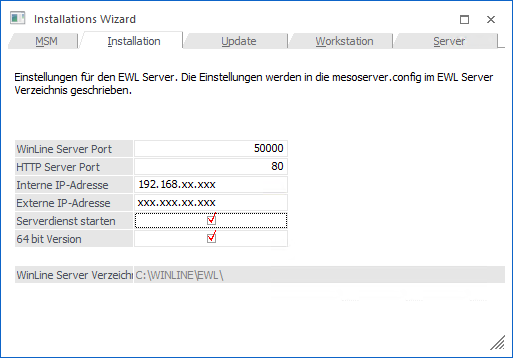 Installations Wizard
MSM Installation Update Workstation Server
Einstellungen für den EWL Server. Die Einstellungen werden in die mesoserver.config im EWL Server
Verzeichnis geschrieben.
WinLine Server Port 50000
HTTP Server Port 80
Interne IP-Adresse 192.168.xx.xxx
Externe IP-Adresse xxx.xxx.xx.xxx
Serverdienst starten
64 bit Version
WinLine Server Verzeichn C:\WINLINE\EWL\